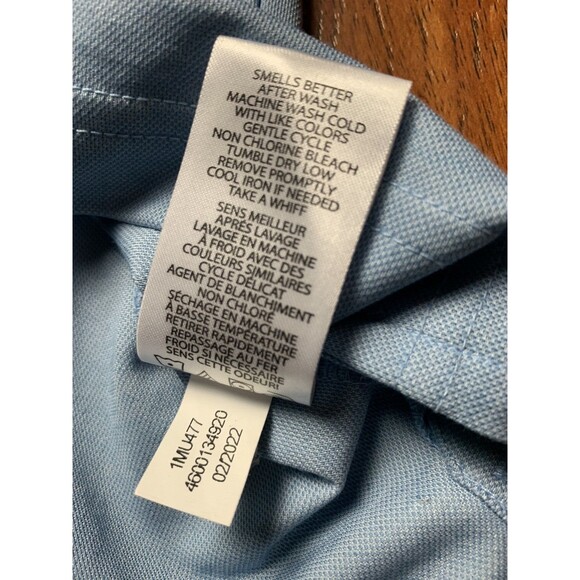 SMELLS BETTER
AFTER WASH
MACHINE WASH COLD
WITH LIKE COLORS
GENTLE CYCLE
NON CHLORINE BLEACH
TUMBLE DRY LOW
REMOVE PROMPTLY
COOL IRON IF NEEDED
TAKE A WHIFF
SENS MEILLEUR
APRÈS LAVAGE
LAVAGE EN MACHINE
À FROID AVEC DES
COULEURS SIMILAIRES
CYCLE DÉLICAT
AGENT DE BLANCHIMENT
NON CHLORÉ
SÉCHAGE EN MACHINE
À BASSE TEMPÉRATURE
RETIRER RAPIDEMENT
REPASSAGE AU FER
FROID SI NÉCESSAIRE
SENS CETTE ODEUR!
1MUA77
4600134920
02/2022